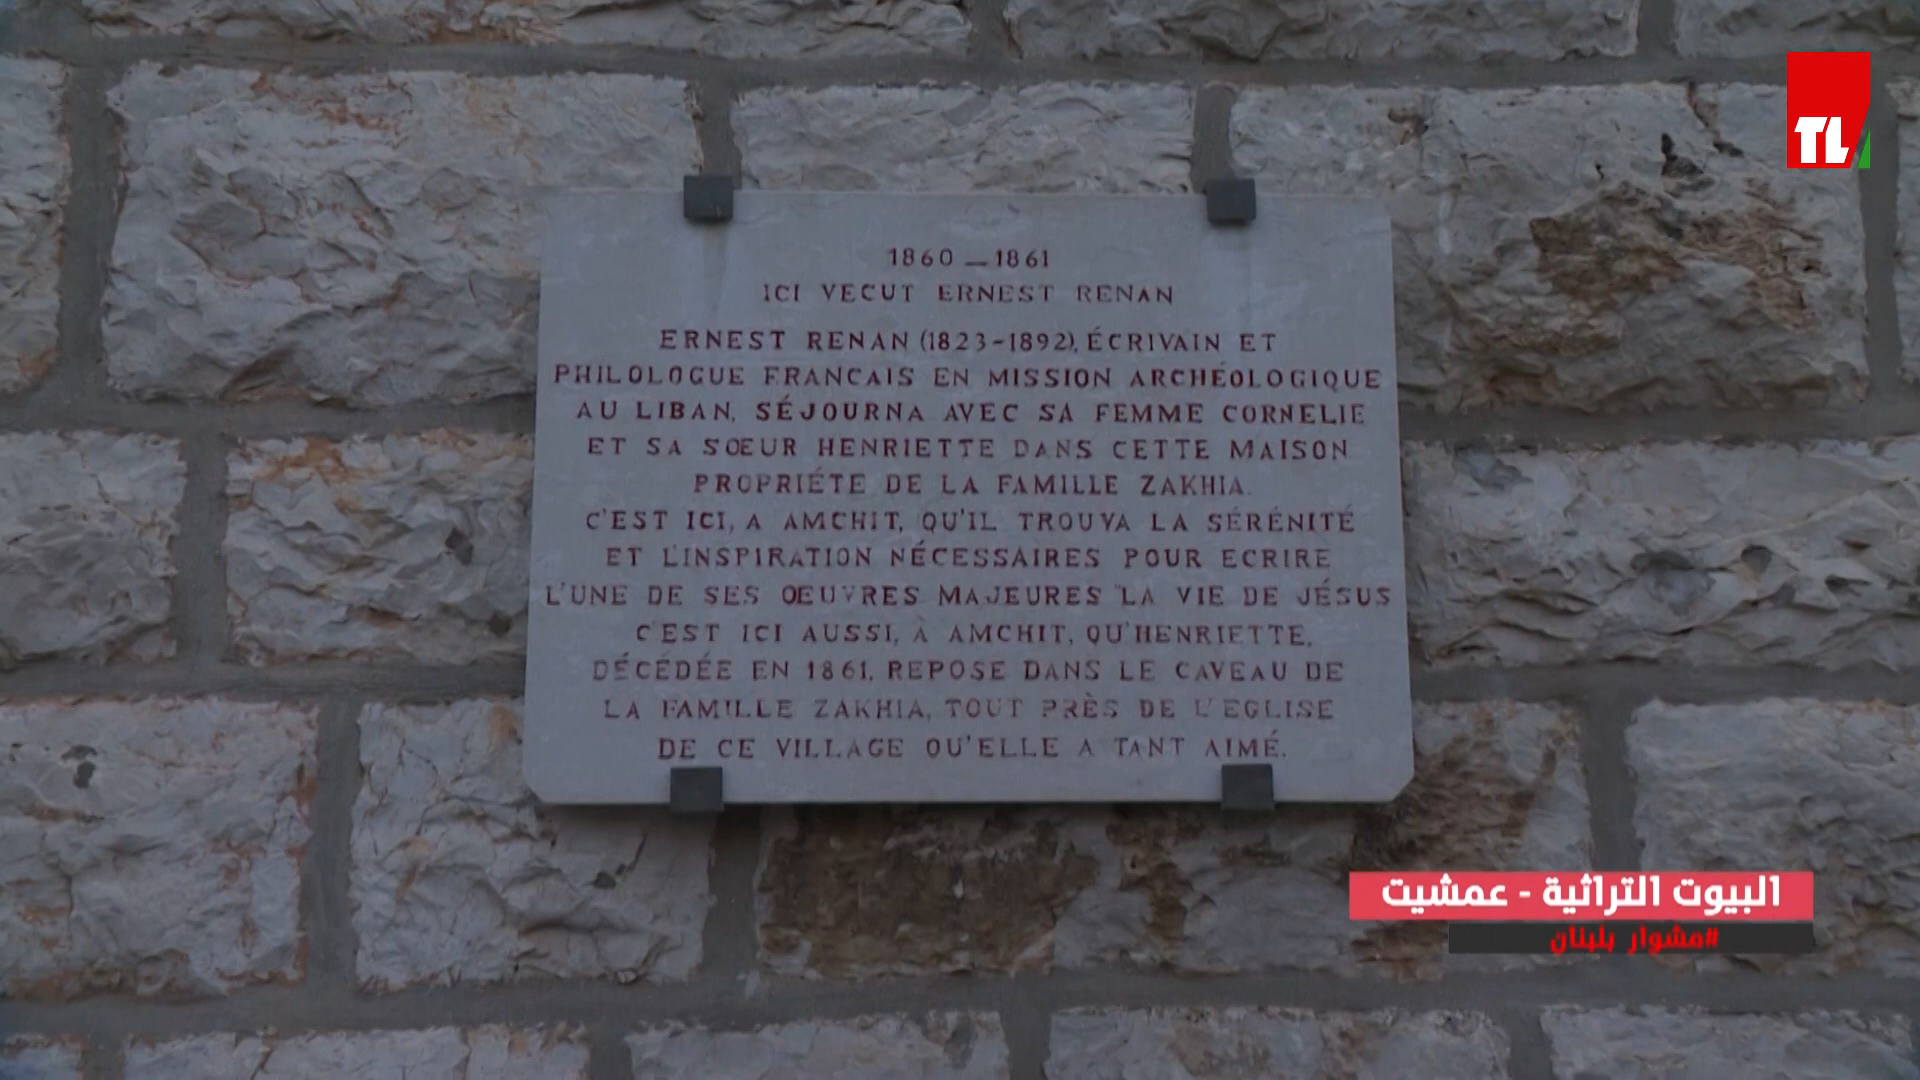 TL
1860 — 1861
ICI VECUT ERNEST RENAN
ERNEST RENAN (1823-1892), ÉCRIVAIN ET
PHILOLOGUE FRANCAIS EN MISSION ARCHÉOLOGIQUE
AU LIBAN, SÉJOURNA AVEC SA FEMME CORNELIE
ET SA SŒUR HENRIETTE DANS CETTE MAISON
PROPRIÉTE DE LA FAMILLE ZAKHIA.
C'EST ICI, A AMCHIT, QU'IL TROUVA LA SÉRÉNITÉ
ET L'INSPIRATION NÉCESSAIRES POUR ECRIRE
L'UNE DE SES OEUVRES MAJEURES "LA VIE DE JÉSUS
C'EST ICI AUSSI, À AMCHIT, QU'HENRIETTE,
DÉCÉDÉE EN 1861, REPOSE DANS LE CAVEAU DE
LA FAMILLE ZAKHIA, TOUT PRÈS DE L'EGLISE
DE CE VILLAGE QU'ELLE A TANT AIMÉ.
البيوت التراثية - عمشيت
#مشوار بلبنان